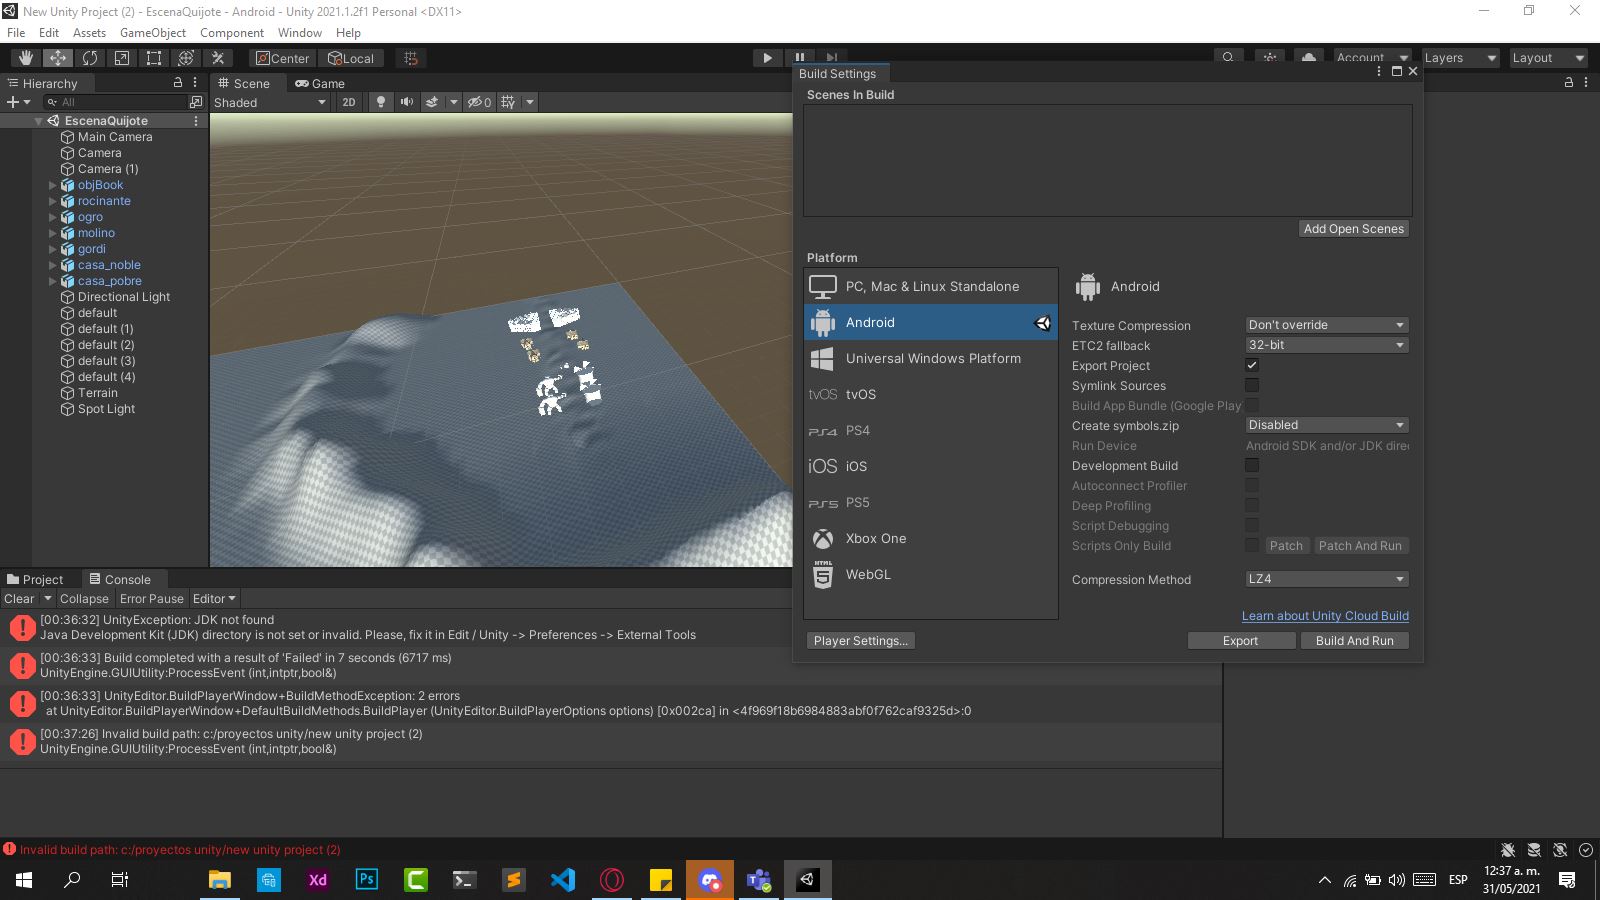 New Unity Project (2) - EscenaQuijote - Android - Unity 2021.1.2f1 Personal <DX11>
File Edit Assets GameObject Component Window Help
Center Local Account Layers Layout
Hierarchy
All
EscenaQuijote
Main Camera
Camera
Camera (1)
objBook
rocinante
ogro
molino
gordi
casa_noble
casa_pobre
Directional Light
default
default (1)
default (2)
default (3)
default (4)
Terrain
Spot Light
Scene Game
Shaded 2D 0
Build Settings
Scenes In Build
Add Open Scenes
Platform
PC, Mac & Linux Standalone
Android
Universal Windows Platform
tvOS tvOS
PS4 PS4
iOS iOS
PS5 PS5
Xbox One
HTML 5 WebGL
Android
Texture Compression Don't override
ETC2 fallback 32-bit
Export Project
Symlink Sources
Build App Bundle (Google Play
Create symbols.zip Disabled
Run Device Android SDK and/or JDK dire
Development Build
Autoconnect Profiler
Deep Profiling
Script Debugging
Scripts Only Build Patch Patch And Run
Compression Method LZ4
Learn about Unity Cloud Build
Player Settings... Export Build And Run
Project Console
Clear Collapse Error Pause Editor
[00:36:32] UnityException: JDK not found
Java Development Kit (JDK) directory is not set or invalid. Please, fix it in Edit / Unity -> Preferences -> External Tools
[00:36:33] Build completed with a result of 'Failed' in 7 seconds (6717 ms)
UnityEngine.GUIUtility:ProcessEvent (int,intptr,bool&)
[00:36:33] UnityEditor.BuildPlayerWindow+BuildMethodException: 2 errors
at UnityEditor.BuildPlayerWindow+DefaultBuildMethods.BuildPlayer (UnityEditor.BuildPlayerOptions options) [0x002ca] in <4f969f18b6984883abf0f762caf9325d>:0
[00:37:26] Invalid build path: c:/proyectos unity/new unity project (2)
UnityEngine.GUIUtility:ProcessEvent (int,intptr,bool&)
Invalid build path: c:/proyectos unity/new unity project (2)
Xd Ps C
ESP
12:37 a. m.
31/05/2021